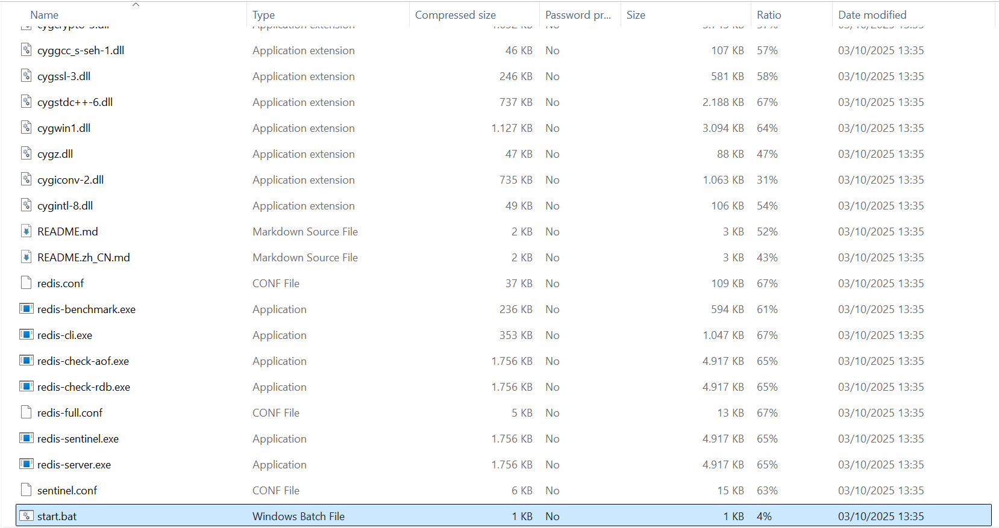 Name Type Compressed size Password pr... Size Ratio Date modified
cyggcc_s-seh-1.dll Application extension 46 KB No 107 KB 57% 03/10/2025 13:35
cygssl-3.dll Application extension 246 KB No 581 KB 58% 03/10/2025 13:35
cygstdc++-6.dll Application extension 737 KB No 2.188 KB 67% 03/10/2025 13:35
cygwin1.dll Application extension 1.127 KB No 3.094 KB 64% 03/10/2025 13:35
cygz.dll Application extension 47 KB No 88 KB 47% 03/10/2025 13:35
cygiconv-2.dll Application extension 735 KB No 1.063 KB 31% 03/10/2025 13:35
cygintl-8.dll Application extension 49 KB No 106 KB 54% 03/10/2025 13:35
README.md Markdown Source File 2 KB No 3 KB 52% 03/10/2025 13:35
README.zh_CN.md Markdown Source File 2 KB No 3 KB 43% 03/10/2025 13:35
redis.conf CONF File 37 KB No 109 KB 67% 03/10/2025 13:35
redis-benchmark.exe Application 236 KB No 594 KB 61% 03/10/2025 13:35
redis-cli.exe Application 353 KB No 1.047 KB 67% 03/10/2025 13:35
redis-check-aof.exe Application 1.756 KB No 4.917 KB 65% 03/10/2025 13:35
redis-check-rdb.exe Application 1.756 KB No 4.917 KB 65% 03/10/2025 13:35
redis-full.conf CONF File 5 KB No 13 KB 67% 03/10/2025 13:35
redis-sentinel.exe Application 1.756 KB No 4.917 KB 65% 03/10/2025 13:35
redis-server.exe Application 1.756 KB No 4.917 KB 65% 03/10/2025 13:35
sentinel.conf CONF File 6 KB No 15 KB 63% 03/10/2025 13:35
start.bat Windows Batch File 1 KB No 1 KB 4% 03/10/2025 13:35